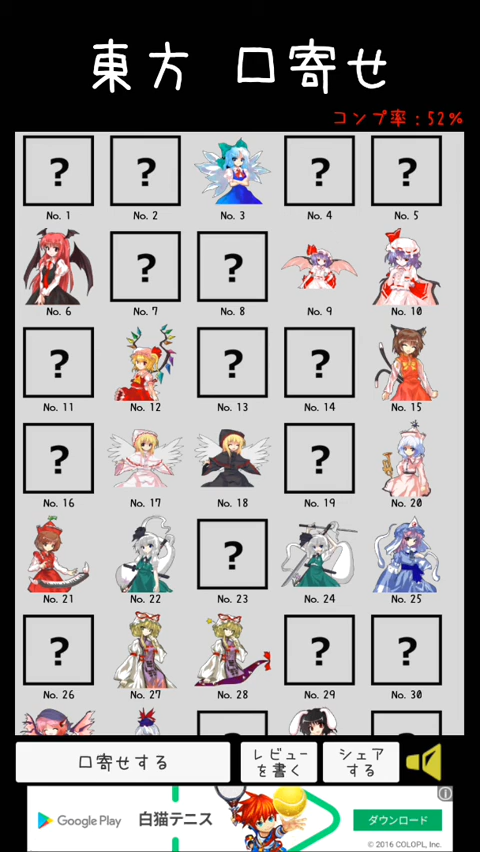 東方 口寄せ
コンプ率：52％
? ? ? ?
No. 1 No. 2 No. 3 No. 4 No. 5
? ?
No. 6 No. 7 No. 8 No. 9 No. 10
? ? ?
No. 11 No. 12 No. 13 No. 14 No. 15
? ?
No. 16 No. 17 No. 18 No. 19 No. 20
?
No. 21 No. 22 No. 23 No. 24 No. 25
? ? ?
No. 26 No. 27 No. 28 No. 29 No. 30
口寄せする
レビュー
を書く
シェア
する
Google Play 白猫テニス ダウンロード
© 2016 COLOPL, Inc.